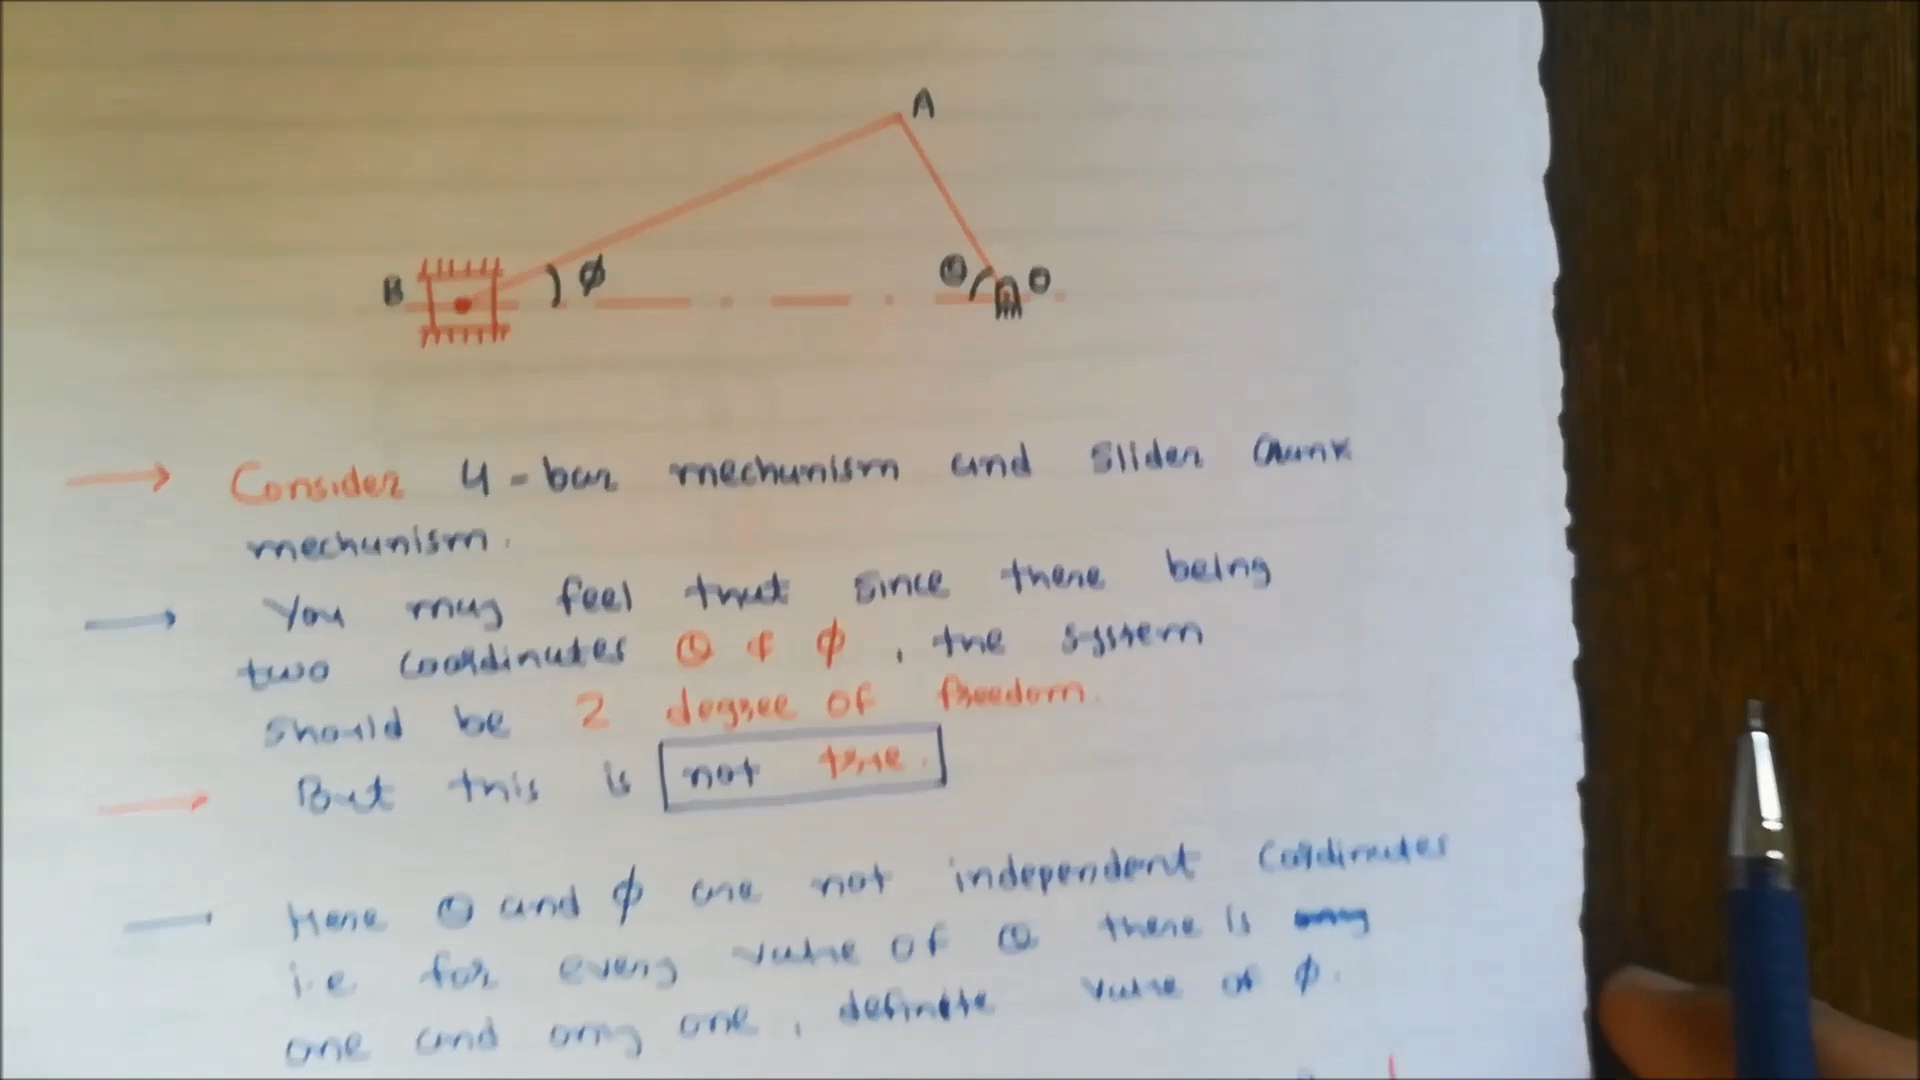 A
B ϕ θ O
Consider 4-bar mechanism and slider crank
mechanism.
You may feel that since there being
two coordinates θ & ϕ, the system
should be 2 degree of freedom.
But this is not true.
Here θ and ϕ are not independent coordinates
i.e for every value of θ there is
one and only one, definite value of ϕ.